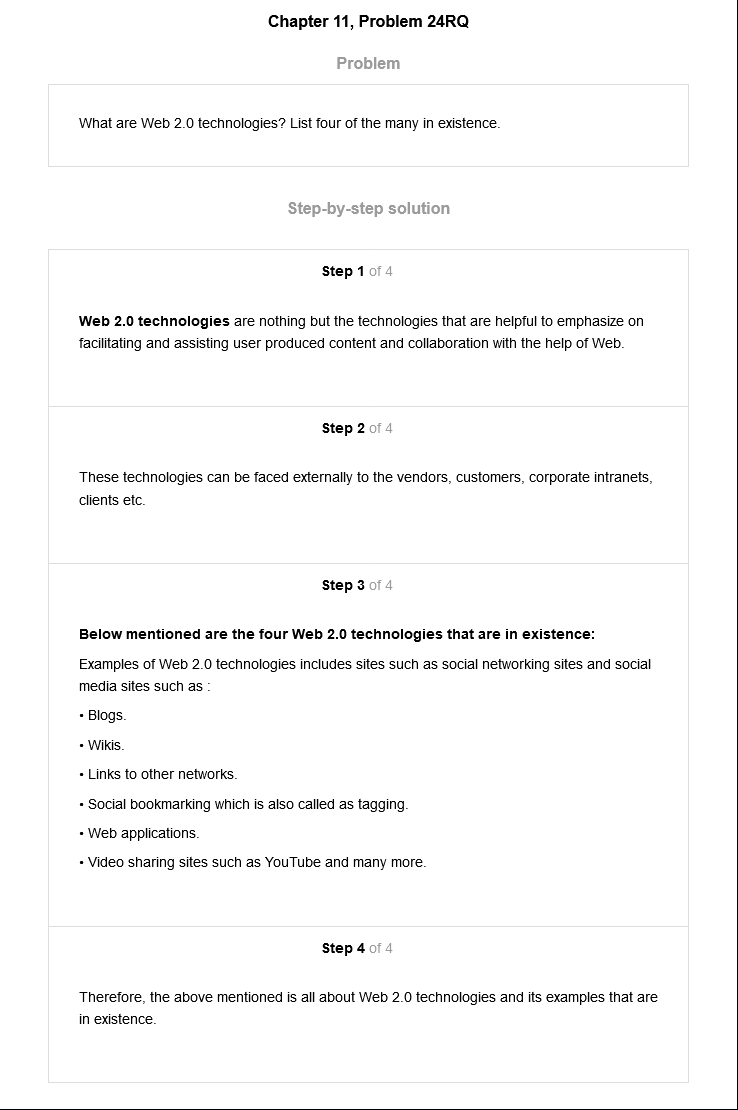 Chapter 11, Problem 24RQ
Problem
What are Web 2.0 technologies? List four of the many in existence.
Step-by-step solution
Step 1 of 4
Web 2.0 technologies are nothing but the technologies that are helpful to emphasize on
facilitating and assisting user produced content and collaboration with the help of Web.
Step 2 of 4
These technologies can be faced externally to the vendors, customers, corporate intranets,
clients etc.
Step 3 of 4
Below mentioned are the four Web 2.0 technologies that are in existence:
Examples of Web 2.0 technologies includes sites such as social networking sites and social
media sites such as :
• Blogs.
• Wikis.
• Links to other networks.
• Social bookmarking which is also called as tagging.
• Web applications.
• Video sharing sites such as YouTube and many more.
Step 4 of 4
Therefore, the above mentioned is all about Web 2.0 technologies and its examples that are
in existence.